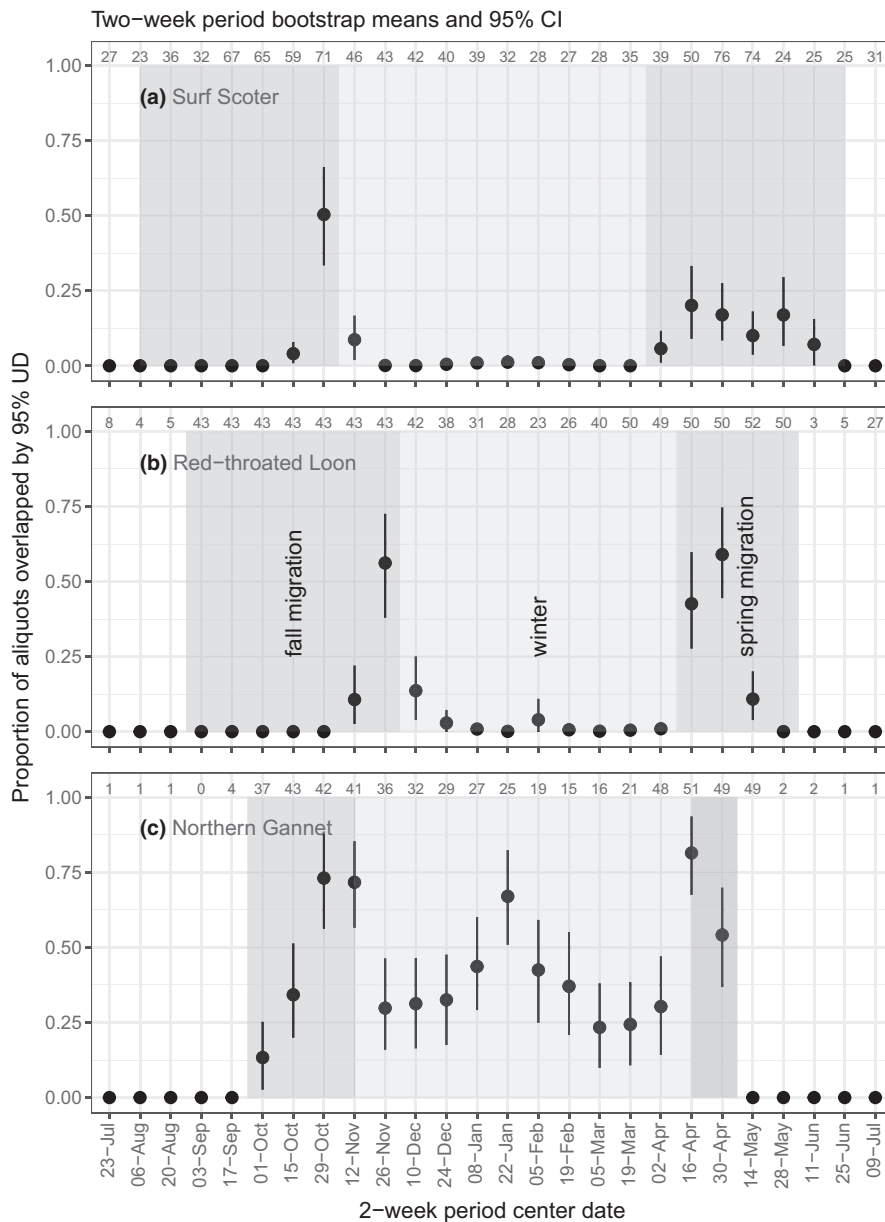 Two−week period bootstrap means and 95% CI
Proportion of aliquots overlapped by 95% UD
27 23 36 32 67 65 59 71 46 43 42 40 39 32 28 27 28 35 39 50 76 74 24 25 25 31
1.00
(a) Surf Scoter
0.75
0.50
0.25
0.00
8 4 5 43 43 43 43 43 43 43 42 38 31 28 23 26 40 50 49 50 50 52 50 3 5 27
1.00
(b) Red−throated Loon
0.75
fall migration
winter
spring migration
0.50
0.25
0.00
1 1 1 0 4 37 43 42 41 36 32 29 27 25 19 15 16 21 48 51 49 49 2 2 1 1
1.00
(c) Northern Gannet
0.75
0.50
0.25
0.00
23−Jul
06−Aug
20−Aug
03−Sep
17−Sep
01−Oct
15−Oct
29−Oct
12−Nov
26−Nov
10−Dec
24−Dec
08−Jan
22−Jan
05−Feb
19−Feb
05−Mar
19−Mar
02−Apr
16−Apr
30−Apr
14−May
28−May
11−Jun
25−Jun
09−Jul
2−week period center date